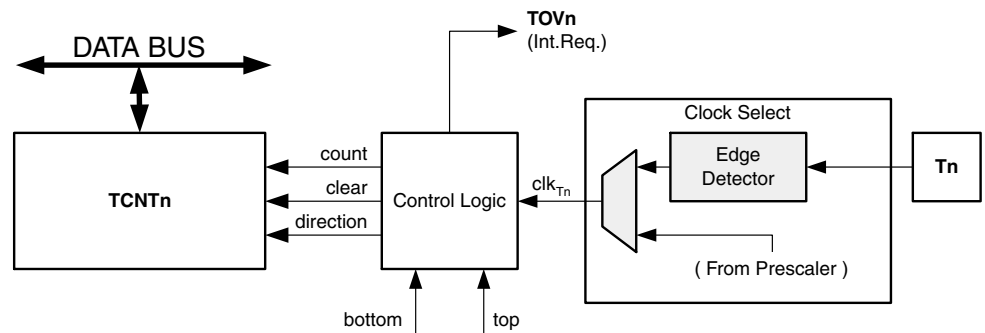 TOVn
(Int.Req.)
DATA BUS
Clock Select
TCNTn
count
clear
direction
Control Logic
clkTn
Edge
Detector
Tn
( From Prescaler )
bottom
top